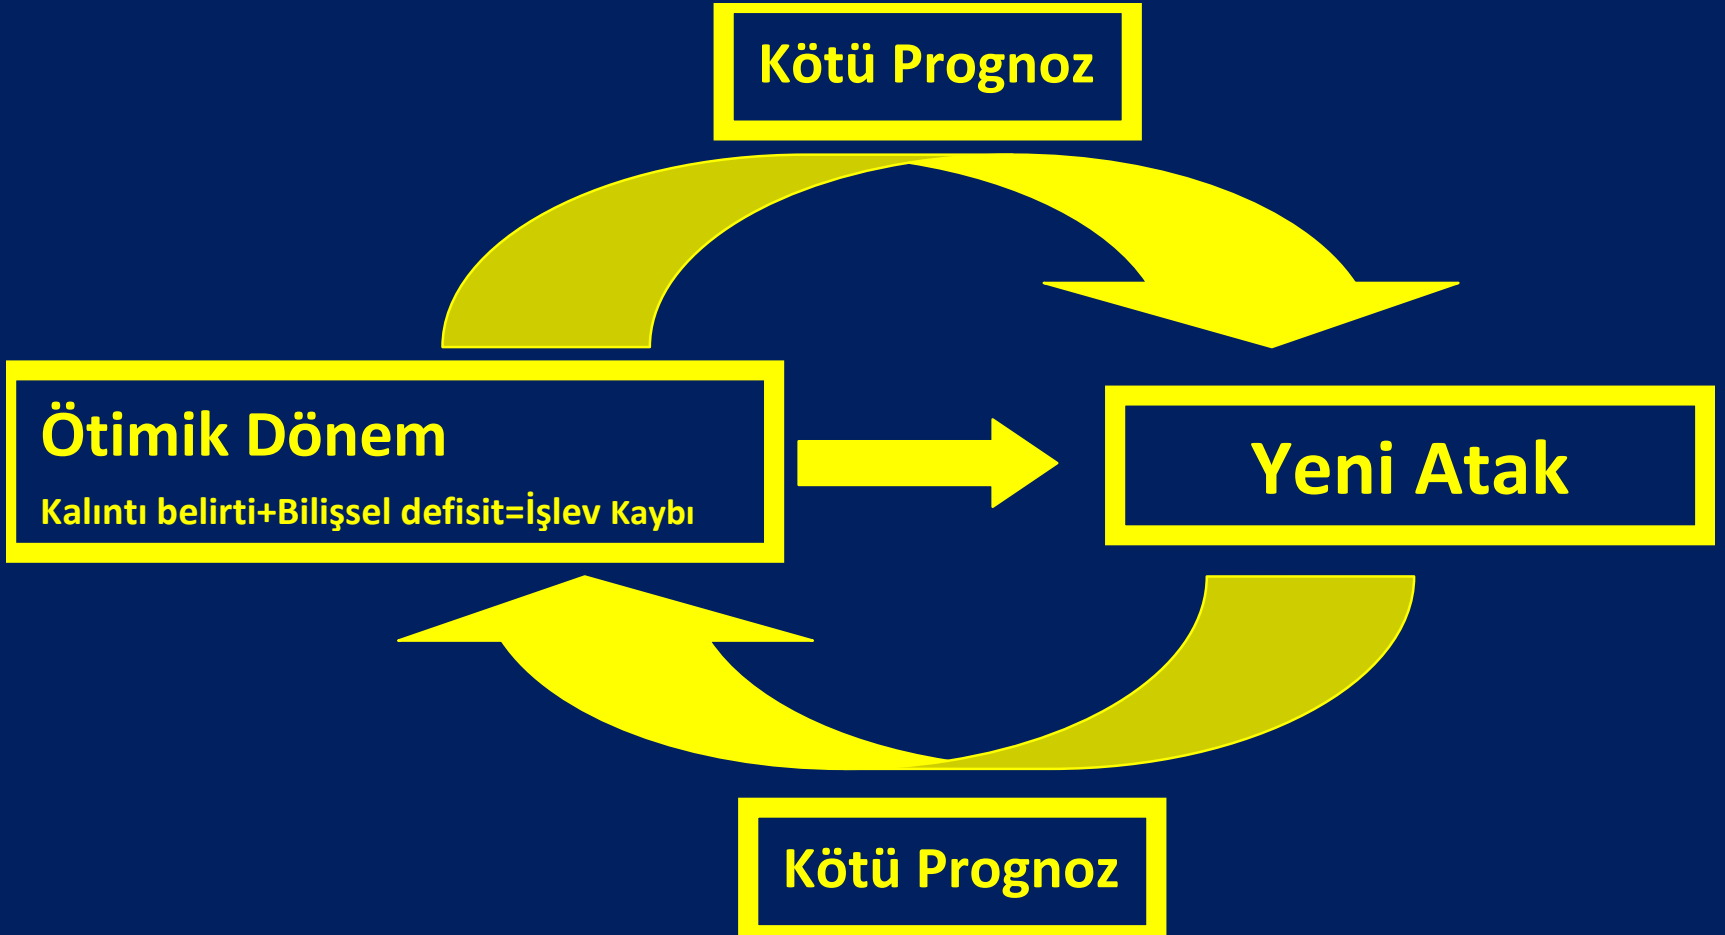 Kötü Prognoz
Ötimik Dönem
Kalıntı belirti+Bilişsel defisit=İşlev Kaybı
Yeni Atak
Kötü Prognoz